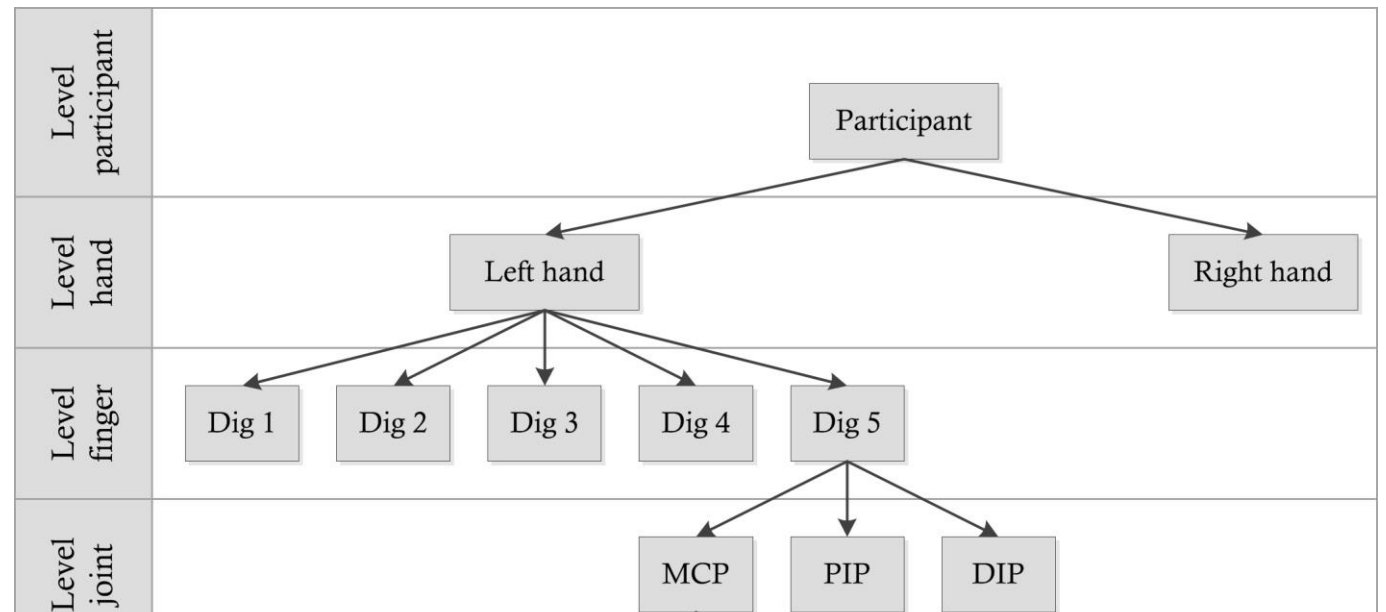 Level
participant
Participant
Level
hand
Left hand
Right hand
Level
finger
Dig 1
Dig 2
Dig 3
Dig 4
Dig 5
Level
joint
MCP
PIP
DIP